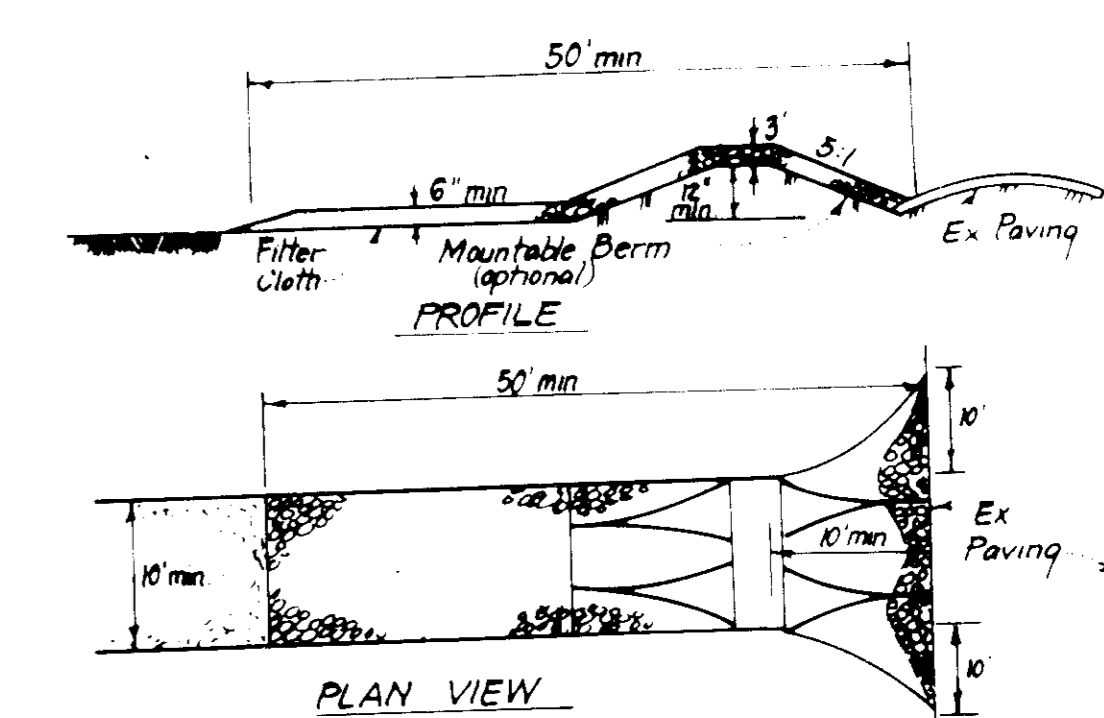 50' min
3'
5:1
6" min
12"
min
Filter
Cloth
Mountable Berm
(optional)
Ex Paving
PROFILE
50' min
10'
10' min
10' min
Ex
Paving
10'
PLAN VIEW